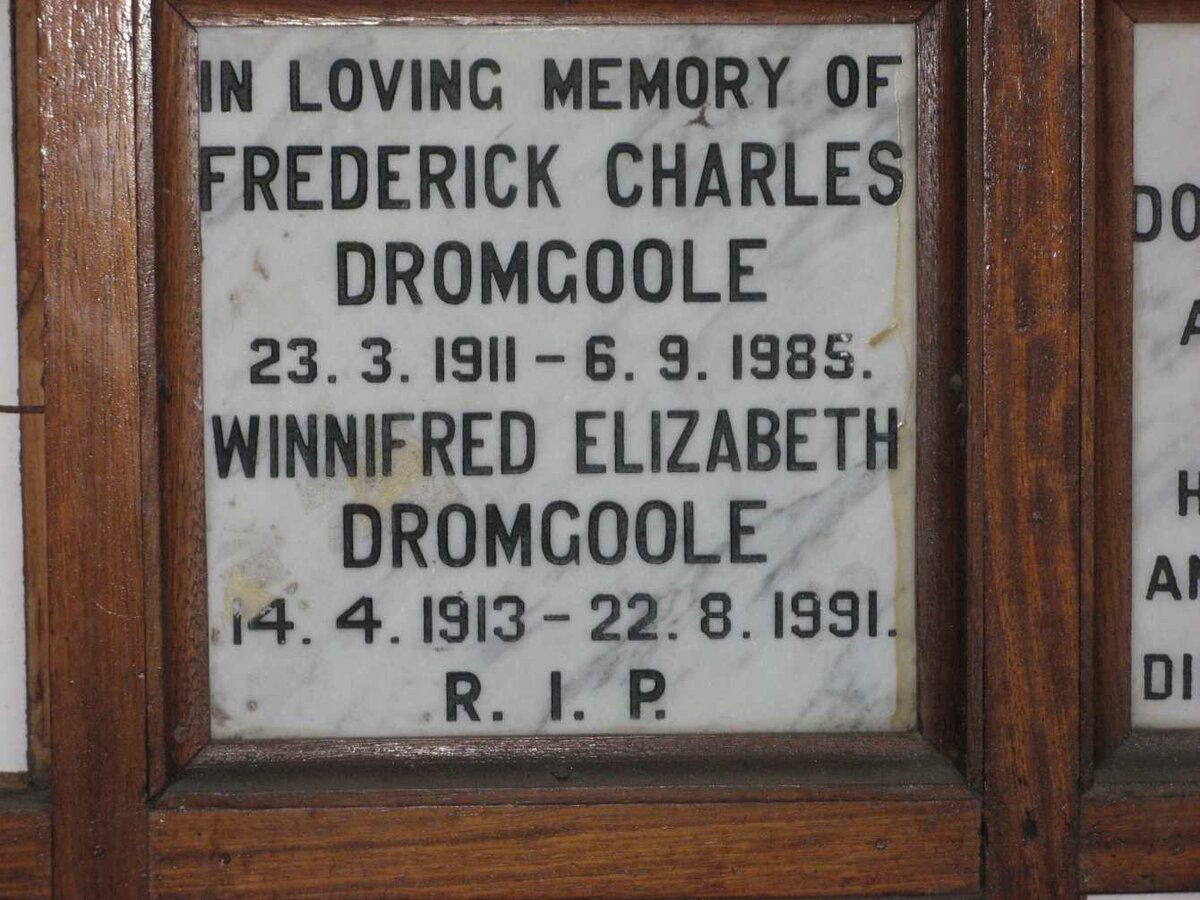 IN LOVING MEMORY OF
FREDERICK CHARLES
DROMGOOLE
23. 3. 1911 – 6. 9. 1985.
WINNIFRED ELIZABETH
DROMGOOLE
14. 4. 1913 – 22. 8. 1991.
R. I. P.